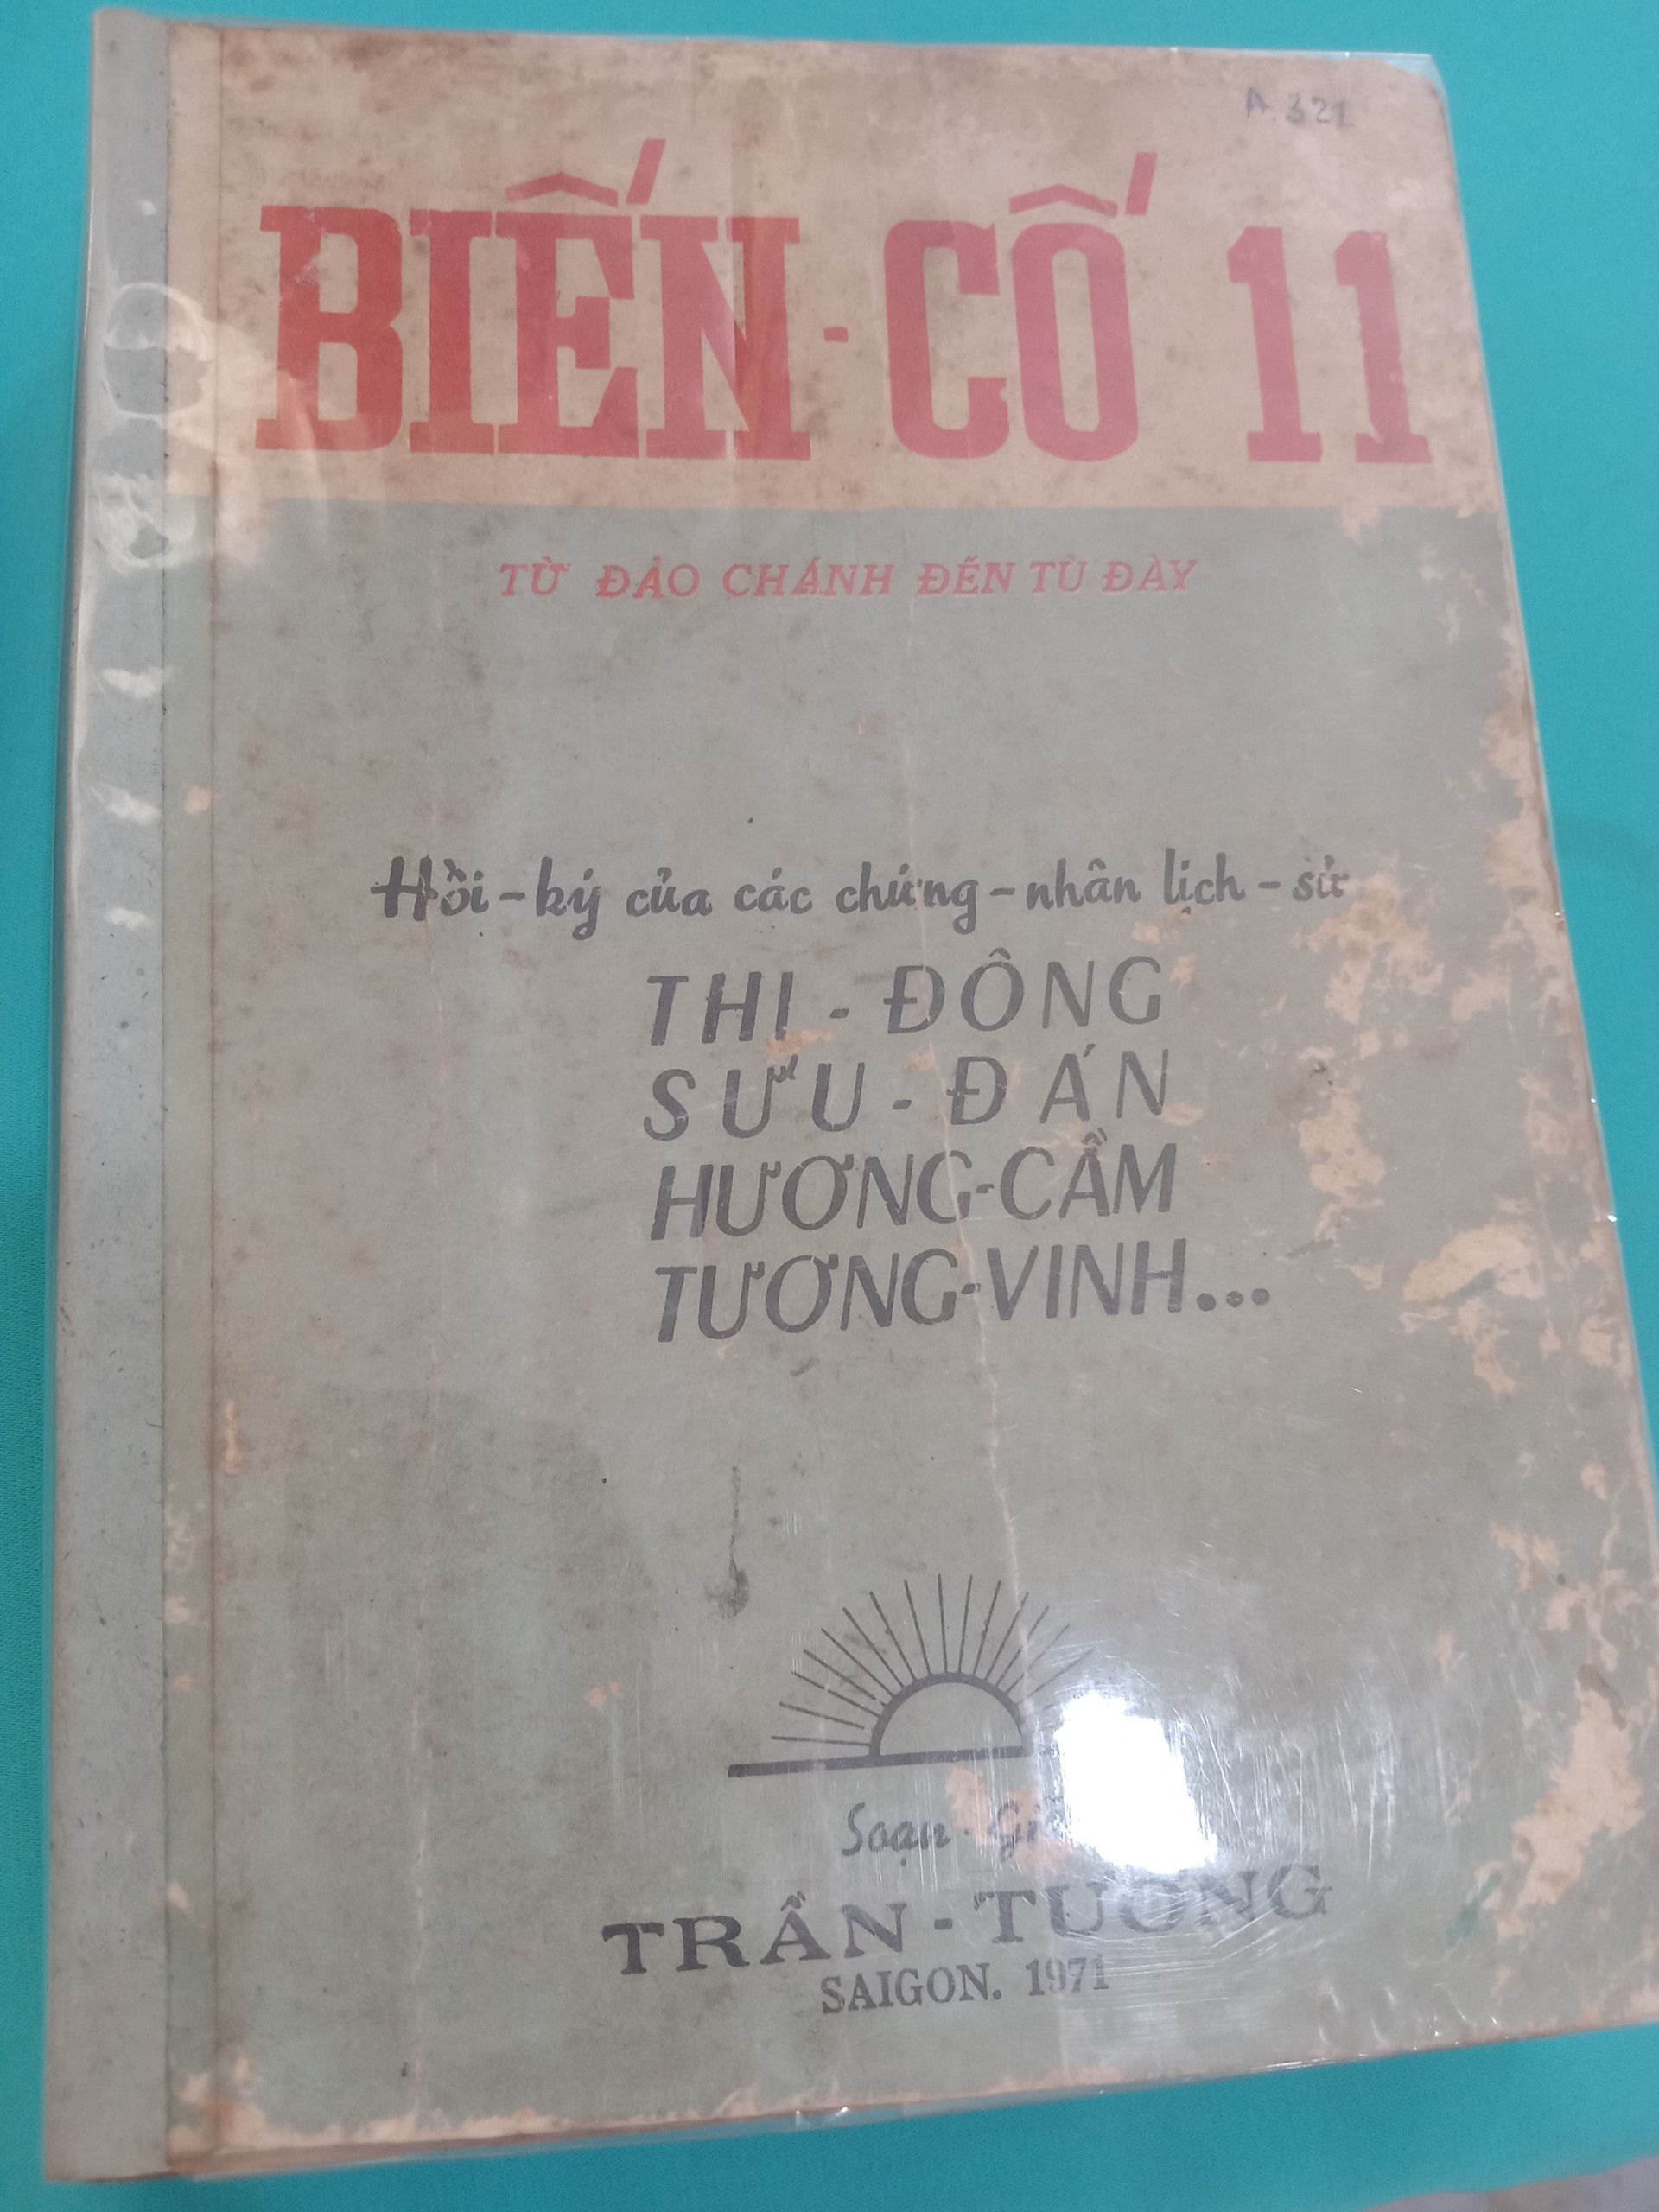 A. 321
BIẾN-CỐ 11
TỪ ĐẢO CHÁNH ĐẾN TÙ ĐÀY
Hồi-ký của các chứng-nhân lịch-sử
THI-ĐÔNG
SƯU-ĐÁN
HƯƠNG-CẦM
TƯƠNG-VINH...
Soạn
TRẦN-TƯƠNG
SAIGON. 1971